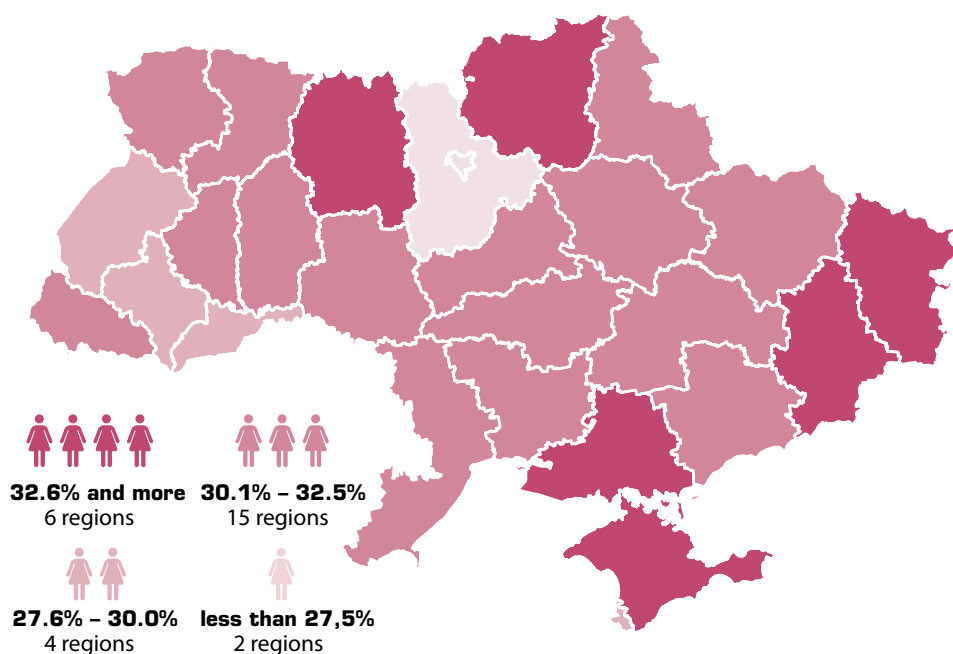 32.6% and more
6 regions
30.1% – 32.5%
15 regions
27.6% – 30.0%
4 regions
less than 27,5%
2 regions